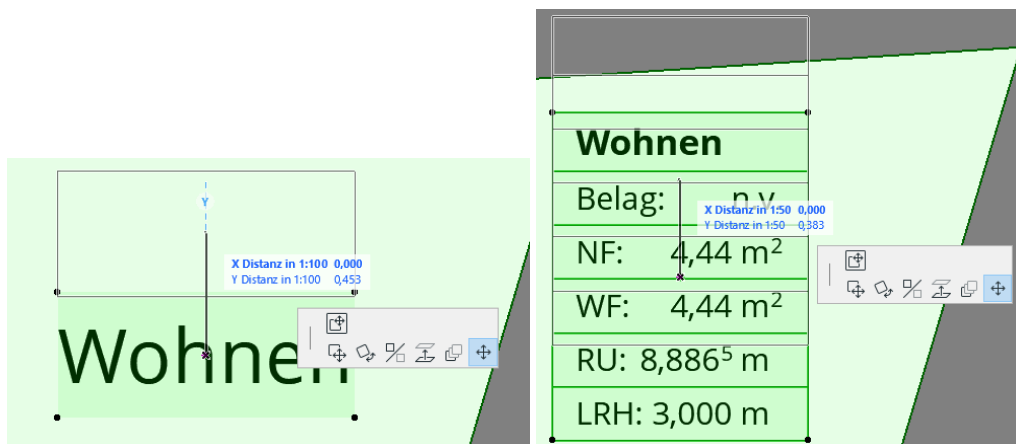 Y
X Distanz in 1:100 0,000
Y Distanz in 1:100 0,453
Wohnen
Wohnen
Belag: n.v.
X Distanz in 1:50 0,000
Y Distanz in 1:50 0,383
NF: 4,44 m²
WF: 4,44 m²
RU: 8,886⁵ m
LRH: 3,000 m